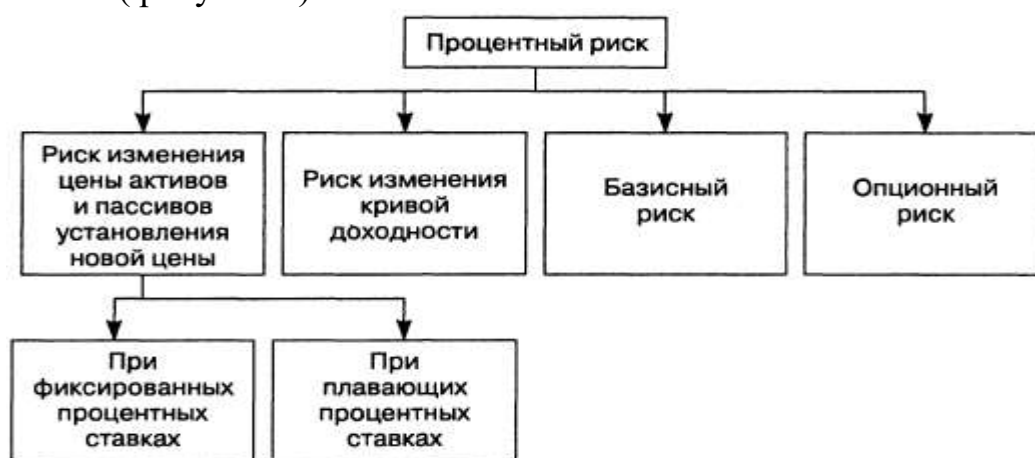 Процентный риск
Риск изменения
цены активов
и пассивов
установления
новой цены
Риск изменения
кривой
доходности
Базисный
риск
Опционный
риск
При
фиксированных
процентных
ставках
При
плавающих
процентных
ставках